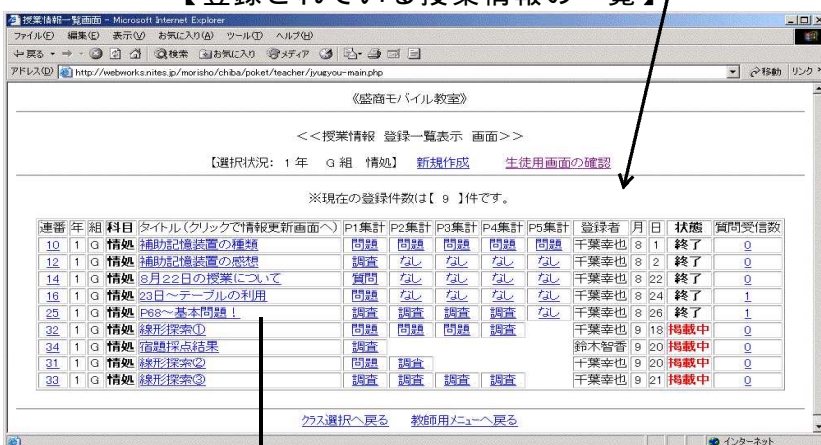 【登録されている授業情報の一覧】
授業情報一覧画面 - Microsoft Internet Explorer
ファイル(F) 編集(E) 表示(V) お気に入り(A) ツール(T) ヘルプ(H)
戻る 検索 お気に入り メディア
アドレス(D) http://webworks.nites.jp/morisho/chiba/poket/teacher/jyugyou-main.php 移動 リンク
《盛商モバイル教室》
<<授業情報 登録一覧表示 画面>>
【選択状況: 1 年 G 組 情処】 新規作成 生徒用画面の確認
※現在の登録件数は【 9 】件です。
連番 年 組 科目 タイトル(クリックで情報更新画面へ) P1集計 P2集計 P3集計 P4集計 P5集計 登録者 月 日 状態 質問受信数
10 1 G 情処 補助記憶装置の種類 問題 問題 問題 問題 問題 千葉幸也 8 1 終了 0
12 1 G 情処 補助記憶装置の感想 調査 なし なし なし なし 千葉幸也 8 2 終了 0
14 1 G 情処 8月22日の授業について 質問 なし なし なし なし 千葉幸也 8 22 終了 0
16 1 G 情処 23日~テーブルの利用 問題 なし なし なし なし 千葉幸也 8 24 終了 1
25 1 G 情処 P68~基本問題! 調査 調査 調査 調査 なし 千葉幸也 8 26 終了 1
32 1 G 情処 線形探索① 問題 問題 問題 調査 千葉幸也 9 18 掲載中 0
34 1 G 情処 宿題採点結果 調査 鈴木智香 9 20 掲載中 0
31 1 G 情処 線形探索② 問題 調査 千葉幸也 9 20 掲載中 0
33 1 G 情処 線形探索③ 調査 調査 調査 調査 千葉幸也 9 21 掲載中 0
クラス選択へ戻る 教師用メニューへ戻る
インターネット